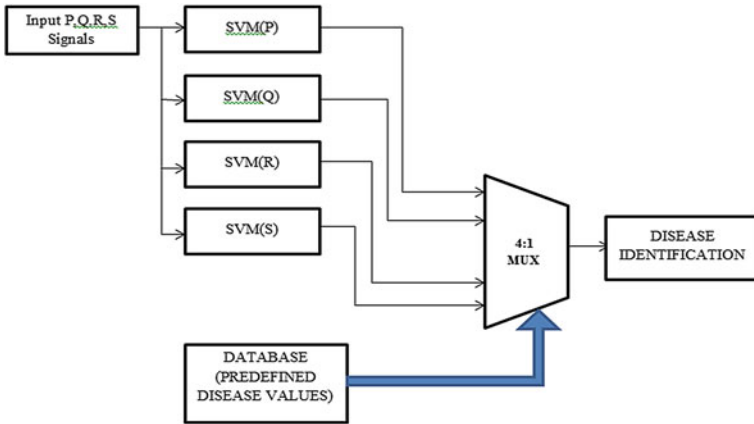 Input P,Q,R,S
Signals
SVM(P)
SVM(Q)
SVM(R)
SVM(S)
4:1
MUX
DISEASE
IDENTIFICATION
DATABASE
(PREDEFINED
DISEASE VALUES)